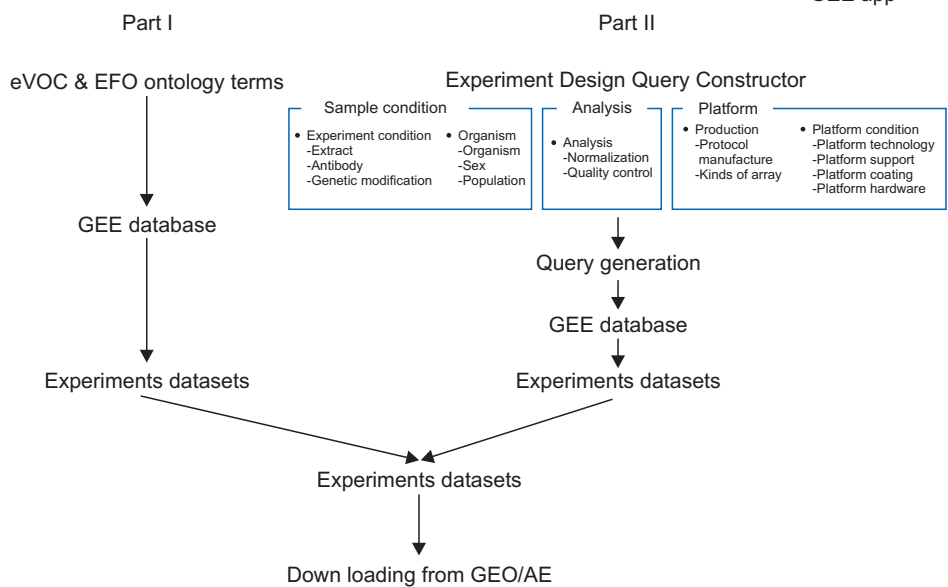 GEE app
Part I
Part II
eVOC & EFO ontology terms
Experiment Design Query Constructor
Sample condition
• Experiment condition
-Extract
-Antibody
-Genetic modification
• Organism
-Organism
-Sex
-Population
Analysis
• Analysis
-Normalization
-Quality control
Platform
• Production
-Protocol
manufacture
-Kinds of array
• Platform condition
-Platform technology
-Platform support
-Platform coating
-Platform hardware
GEE database
Query generation
GEE database
Experiments datasets
Experiments datasets
Experiments datasets
Down loading from GEO/AE